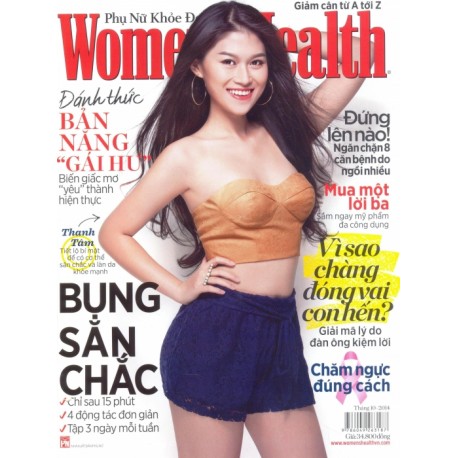 Giảm cân từ A tới Z
Phụ Nữ Khỏe Đ
Women's Health
Đánh thức
BẢN
NĂNG
"GÁI HƯ"
Biến giấc mơ
"yêu" thành
hiện thực
Thanh
Tâm
Tiết lộ bí mật
để có cơ thể
săn chắc và làn da
khỏe mạnh
BỤNG
SĂN
CHẮC
✓ Chỉ sau 15 phút
✓ 4 động tác đơn giản
✓ Tập 3 ngày mỗi tuần
Đứng
lên nào!
Ngăn chặn 8
căn bệnh do
ngồi nhiều
Mua một
lời ba
Sắm ngay mỹ phẩm
đa công dụng
Vì sao
chàng
đóng vai
con hến?
Giải mã lý do
đàn ông kiệm lời
Chăm ngực
đúng cách
Tháng 10/2014
Giá: 34.800 đồng
www.womenshealthvn.com